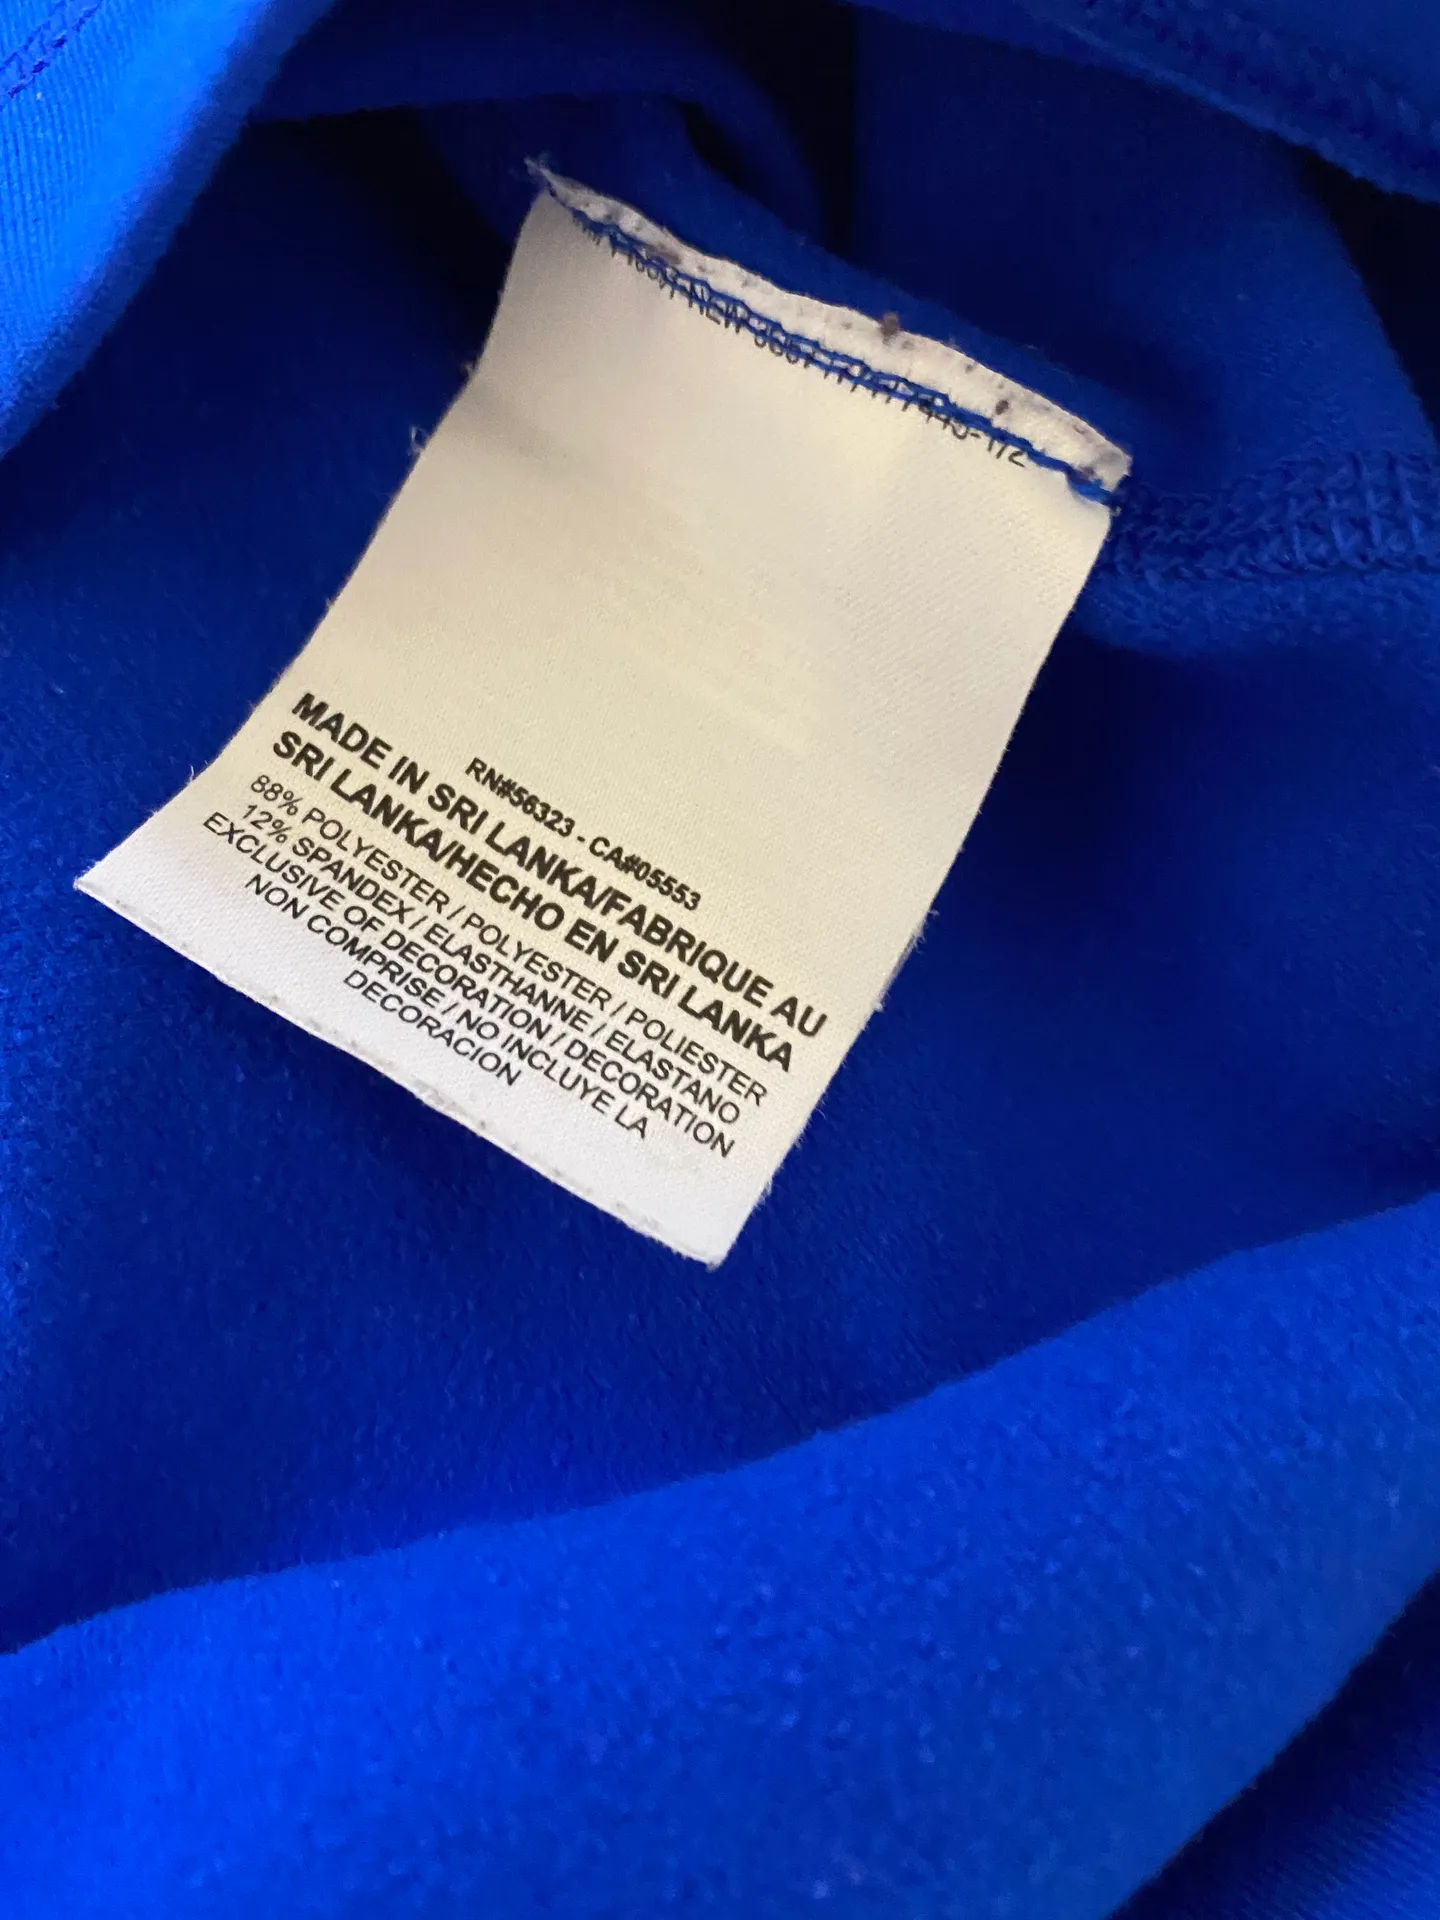 RN#56323 - CA#05553
MADE IN SRI LANKA/FABRIQUE AU
SRI LANKA/HECHO EN SRI LANKA
88% POLYESTER / POLYESTER / POLIESTER
12% SPANDEX / ELASTHANNE / ELASTANO
EXCLUSIVE OF DECORATION / DECORATION
NON COMPRISE / NO INCLUYE LA
DECORACION